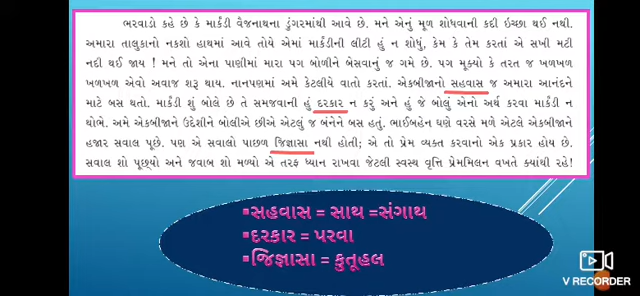 ભરવાડો કહે છે કે માર્કંડી વૈજનાથના ડુંગરમાંથી આવે છે. મને એનું મૂળ શોધવાની કદી ઇચ્છા થઈ નથી.
અમારા તાલુકાનો નકશો હાથમાં આવે તોયે એમાં માર્કંડીની લીટી હું ન શોધું, કેમ કે તેમ કરતાં એ સખી મટી
નદી થઈ જાય ! મને તો એના પાણીમાં મારા પગ બોળીને બેસવાનું જ ગમે છે. પગ મૂક્યો કે તરત જ ખળખળ
ખળખળ એવો અવાજ શરૂ થાય. નાનપણમાં અમે કેટલીયે વાતો કરતાં. એકબીજાનો સહવાસ જ અમારા આનંદને
માટે બસ થતો. માર્કંડી શું બોલે છે તે સમજવાની હું દરકાર ન કરું અને હું જે બોલું એનો અર્થ કરવા માર્કંડી ન
થોભે. અમે એકબીજાને ઉદ્દેશીને બોલીએ છીએ એટલું જ બંનેને બસ હતું. ભાઈબહેન ઘણે વરસે મળે એટલે એકબીજાને
હજાર સવાલ પૂછે. પણ એ સવાલો પાછળ જિજ્ઞાસા નથી હોતી; એ તો પ્રેમ વ્યક્ત કરવાનો એક પ્રકાર હોય છે.
સવાલ શો પૂછ્યો અને જવાબ શો મળ્યો એ તરફ ધ્યાન રાખવા જેટલી સ્વસ્થ વૃત્તિ પ્રેમમિલન વખતે ક્યાંથી રહે!
▪સહવાસ = સાથ =સંગાથ
▪દરકાર = પરવા
▪જિજ્ઞાસા = કુતૂહલ
V RECORDER